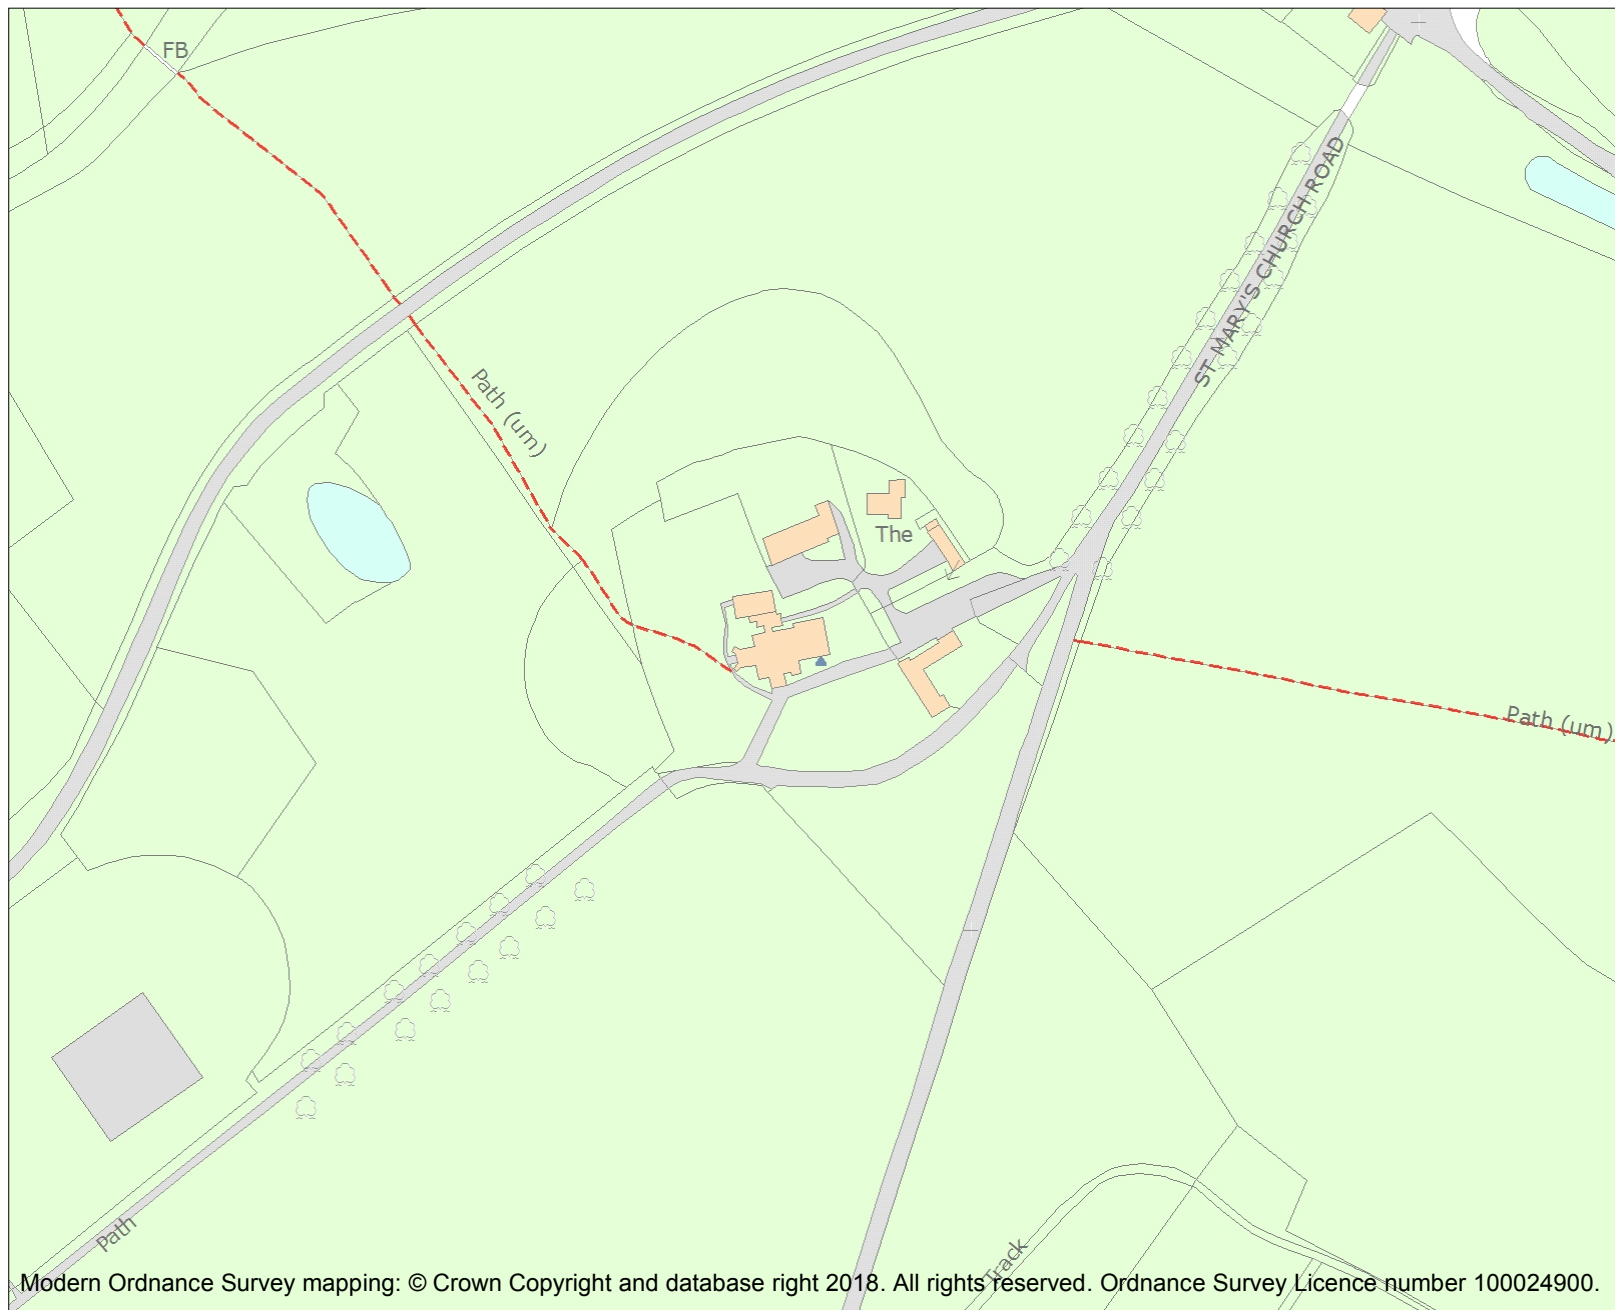 FB
ST MARY'S CHURCH ROAD
Path (um)
The
Path (um)
Path
Track
Modern Ordnance Survey mapping: © Crown Copyright and database right 2018. All rights reserved. Ordnance Survey Licence number 100024900.